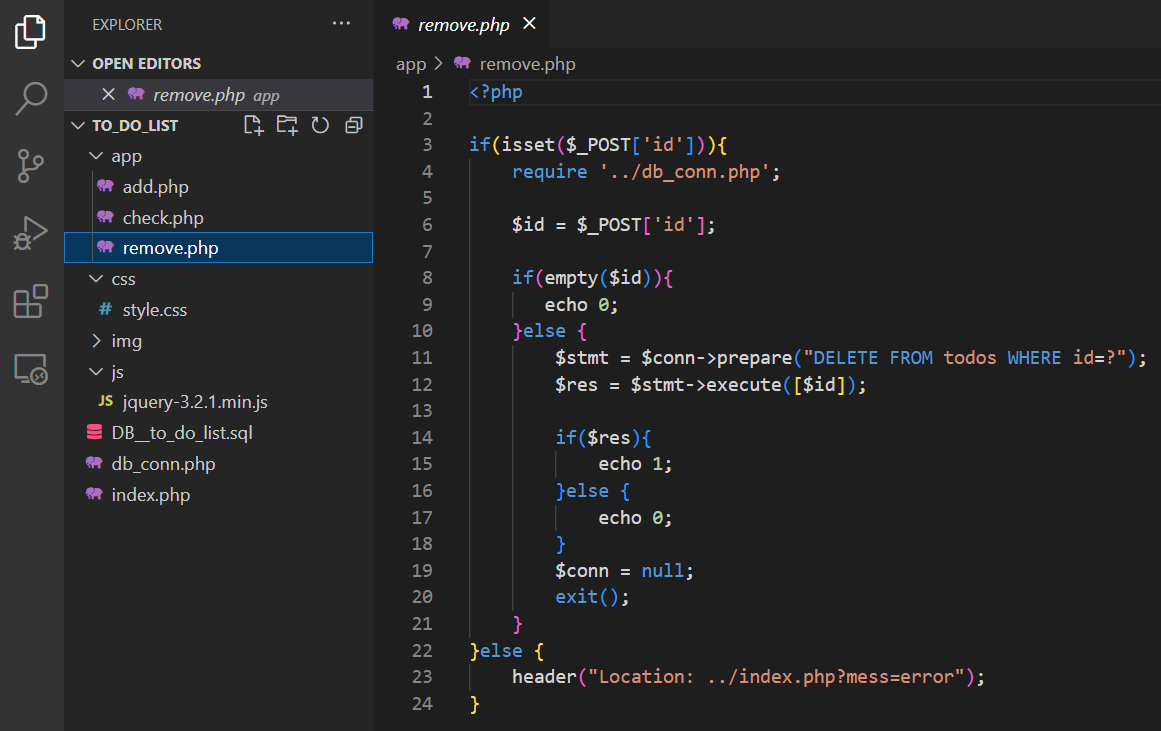 EXPLORER
OPEN EDITORS
remove.php app
TO_DO_LIST
app
add.php
check.php
remove.php
css
# style.css
img
js
JS jquery-3.2.1.min.js
DB__to_do_list.sql
db_conn.php
index.php
remove.php
app > remove.php
1 <?php
2
3 if(isset($_POST['id'])){
4     require '../db_conn.php';
5
6     $id = $_POST['id'];
7
8     if(empty($id)){
9        echo 0;
10     }else {
11         $stmt = $conn->prepare("DELETE FROM todos WHERE id=?");
12         $res = $stmt->execute([$id]);
13
14         if($res){
15             echo 1;
16         }else {
17             echo 0;
18         }
19         $conn = null;
20         exit();
21     }
22 }else {
23     header("Location: ../index.php?mess=error");
24 }